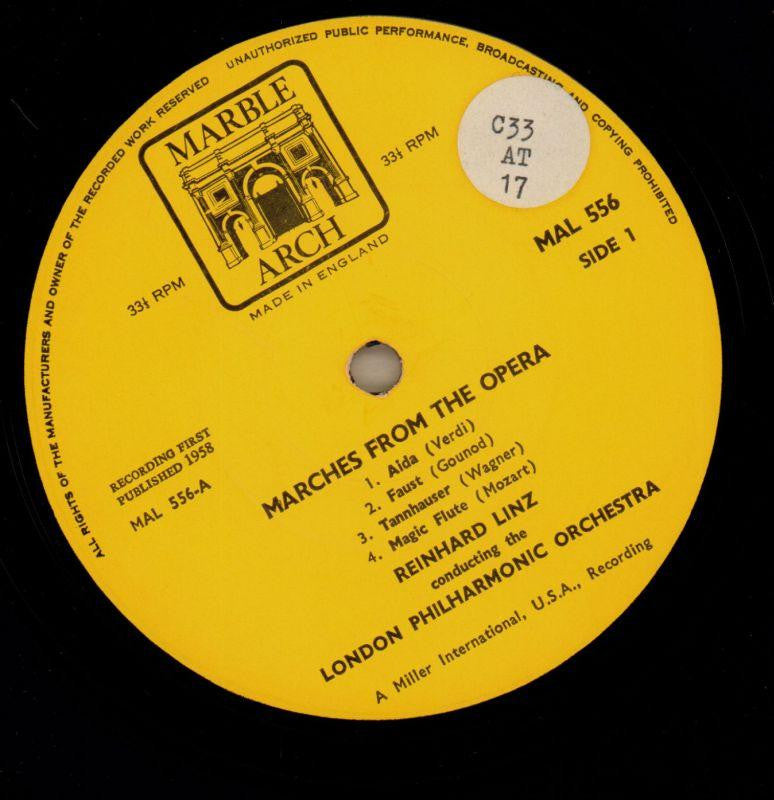 ALL RIGHTS OF THE MANUFACTURERS AND OWNER OF THE RECORDED WORK RESERVED UNAUTHORIZED PUBLIC PERFORMANCE, BROADCASTING AND COPYING PROHIBITED
MARBLE
ARCH
MADE IN ENGLAND
33⅓ RPM
33⅓ RPM
C33
AT
17
MAL 556
SIDE 1
RECORDING FIRST
PUBLISHED 1958
MAL 556-A
MARCHES FROM THE OPERA
1. Aida (Verdi)
2. Faust (Gounod)
3. Tannhauser (Wagner)
4. Magic Flute (Mozart)
REINHARD LINZ
conducting the
LONDON PHILHARMONIC ORCHESTRA
A Miller International, U.S.A., Recording